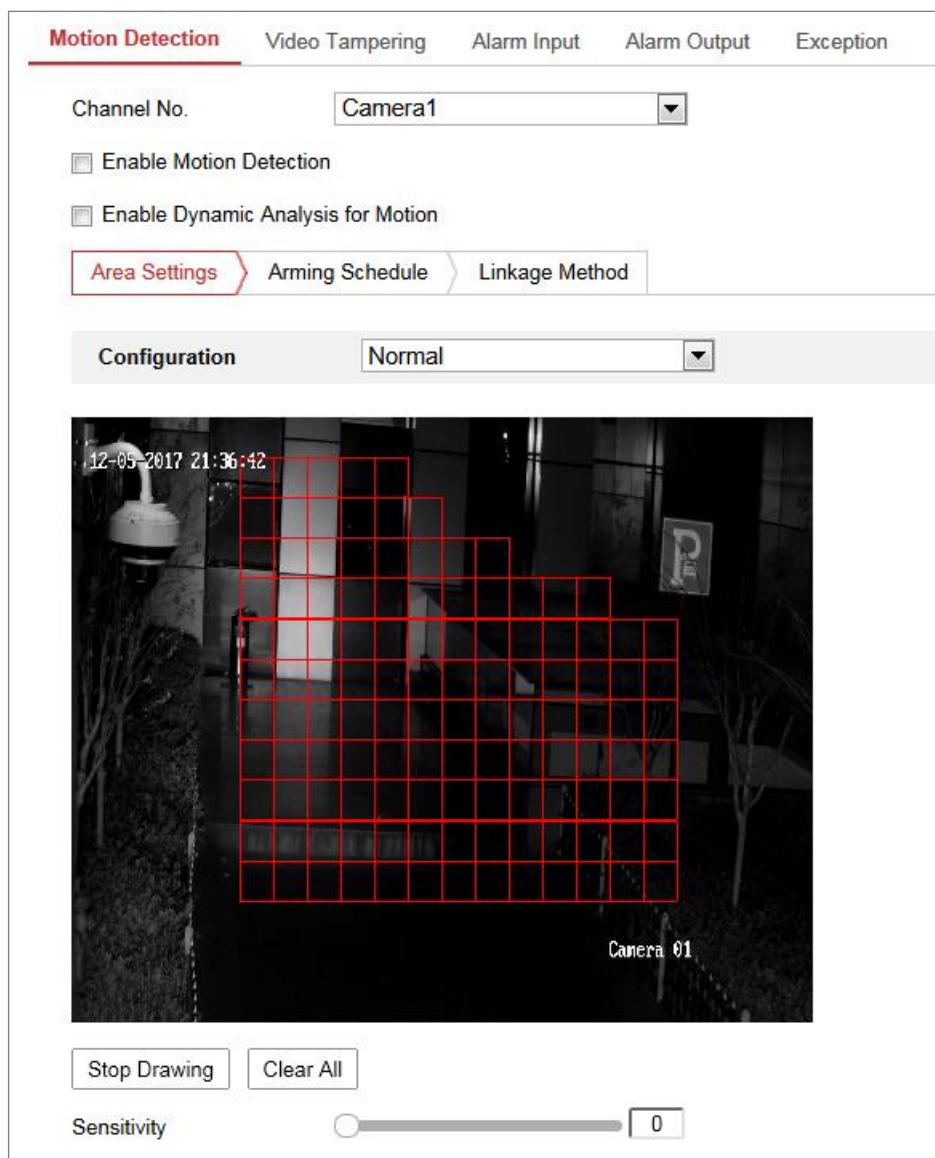 Motion Detection Video Tampering Alarm Input Alarm Output Exception
Channel No. Camera1
Enable Motion Detection
Enable Dynamic Analysis for Motion
Area Settings Arming Schedule Linkage Method
Configuration Normal
12-05-2017 21:36:42
P
Camera 01
Stop Drawing Clear All
Sensitivity 0